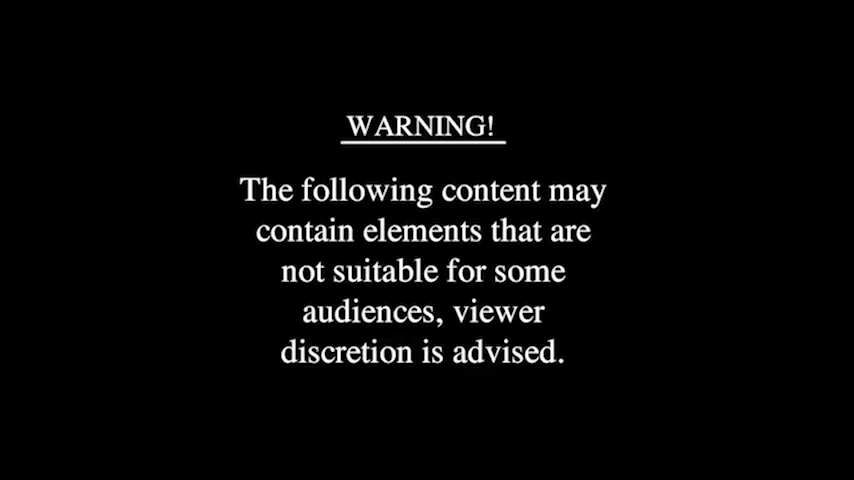 WARNING!
The following content may
contain elements that are
not suitable for some
audiences, viewer
discretion is advised.